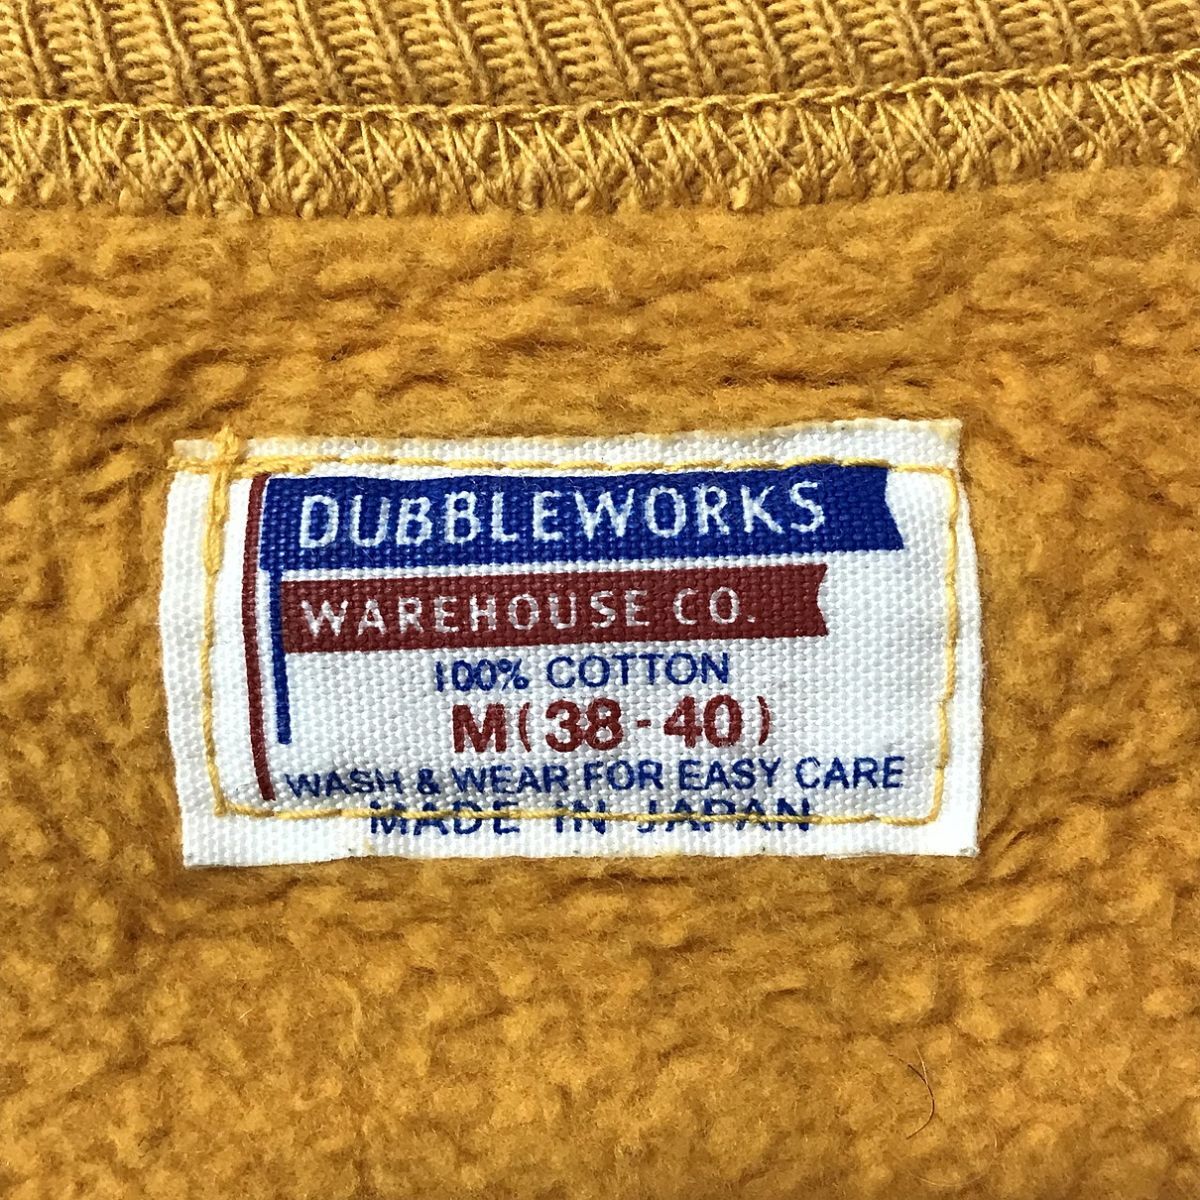 DUBBLEWORKS
WAREHOUSE CO.
100% COTTON
M(38-40)
WASH & WEAR FOR EASY CARE
MADE IN JAPAN